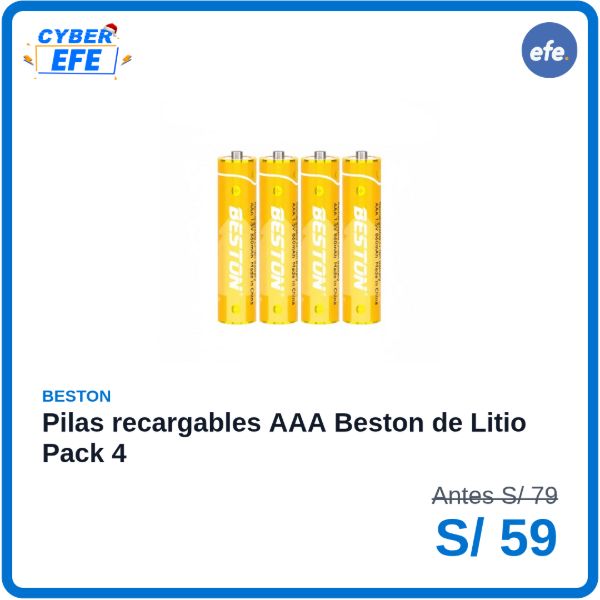 CYBER
EFE
efe.
BESTON
BESTON
BESTON
BESTON
BESTON
Pilas recargables AAA Beston de Litio
Pack 4
Antes S/ 79
S/ 59